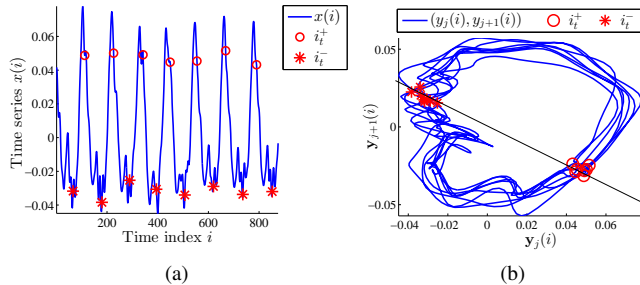 0.06
0.04
0.02
0
−0.02
−0.04
200
400
600
800
Time series x(i)
Time index i
x(i)
i_t^+
i_t^-
(a)
(y_j(i), y_{j+1}(i))
i_t^+
i_t^-
0.05
0
−0.05
−0.04
−0.02
0
0.02
0.04
0.06
y_{j+1}(i)
y_j(i)
(b)